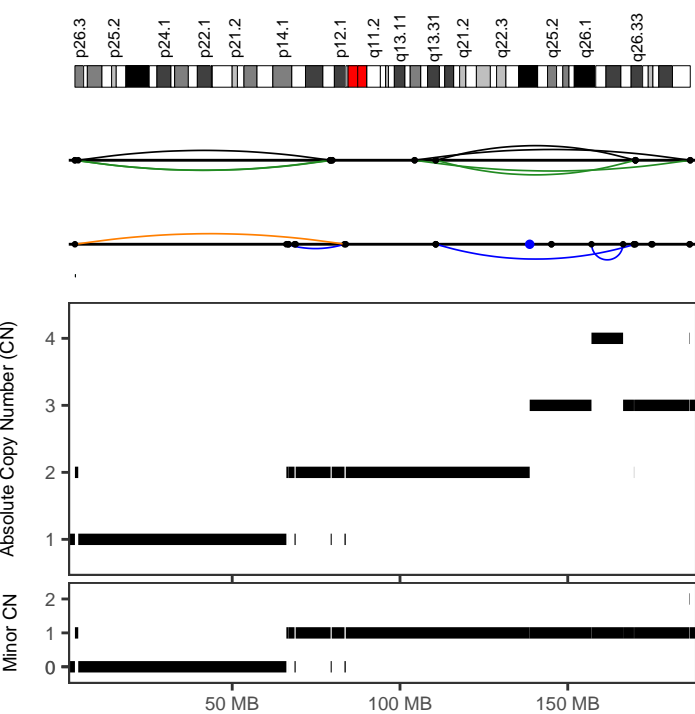 p26.3 p25.2 p24.1 p22.1 p21.2 p14.1 p12.1 q11.2 q13.11 q13.31 q21.2 q22.3 q25.2 q26.1 q26.33
Absolute Copy Number (CN)
4
3
2
1
Minor CN
2
1
0
50 MB 100 MB 150 MB